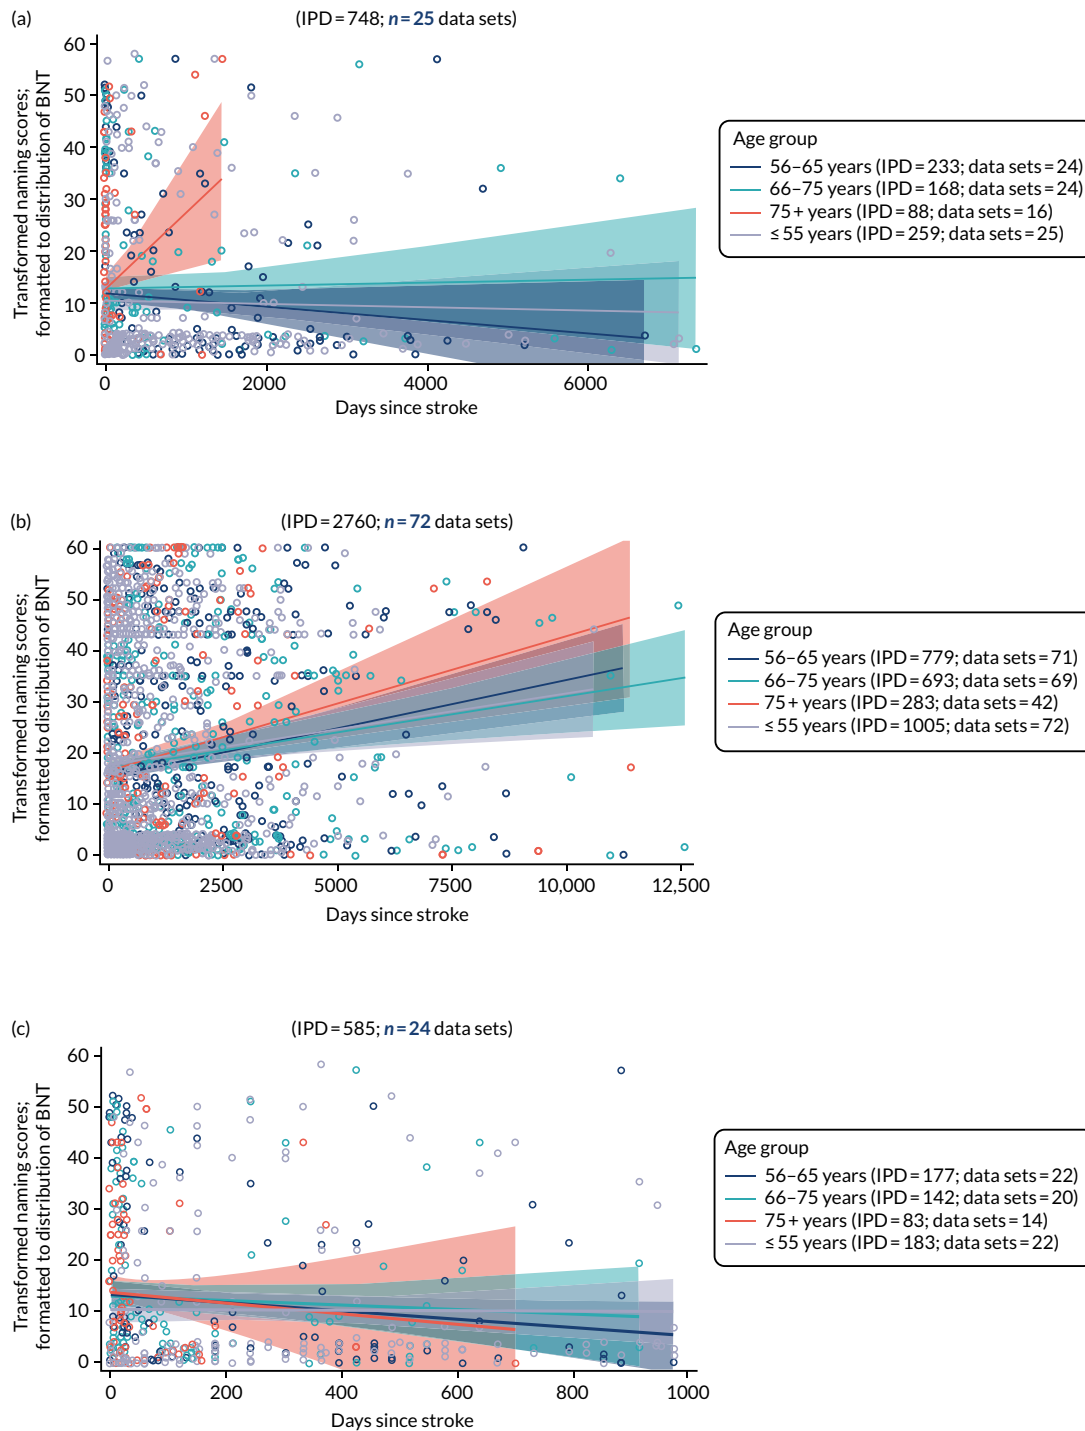 (a)
(IPD = 748; n = 25 data sets)
Transformed naming scores;
formatted to distribution of BNT
60
50
40
30
20
10
0
0
2000
4000
6000
Days since stroke
Age group
56–65 years (IPD = 233; data sets = 24)
66–75 years (IPD = 168; data sets = 24)
75+ years (IPD = 88; data sets = 16)
≤ 55 years (IPD = 259; data sets = 25)
(b)
(IPD = 2760; n = 72 data sets)
Transformed naming scores;
formatted to distribution of BNT
60
50
40
30
20
10
0
0
2500
5000
7500
10,000
12,500
Days since stroke
Age group
56–65 years (IPD = 779; data sets = 71)
66–75 years (IPD = 693; data sets = 69)
75+ years (IPD = 283; data sets = 42)
≤ 55 years (IPD = 1005; data sets = 72)
(c)
(IPD = 585; n = 24 data sets)
Transformed naming scores;
formatted to distribution of BNT
60
50
40
30
20
10
0
0
200
400
600
800
1000
Days since stroke
Age group
56–65 years (IPD = 177; data sets = 22)
66–75 years (IPD = 142; data sets = 20)
75+ years (IPD = 83; data sets = 14)
≤ 55 years (IPD = 183; data sets = 22)